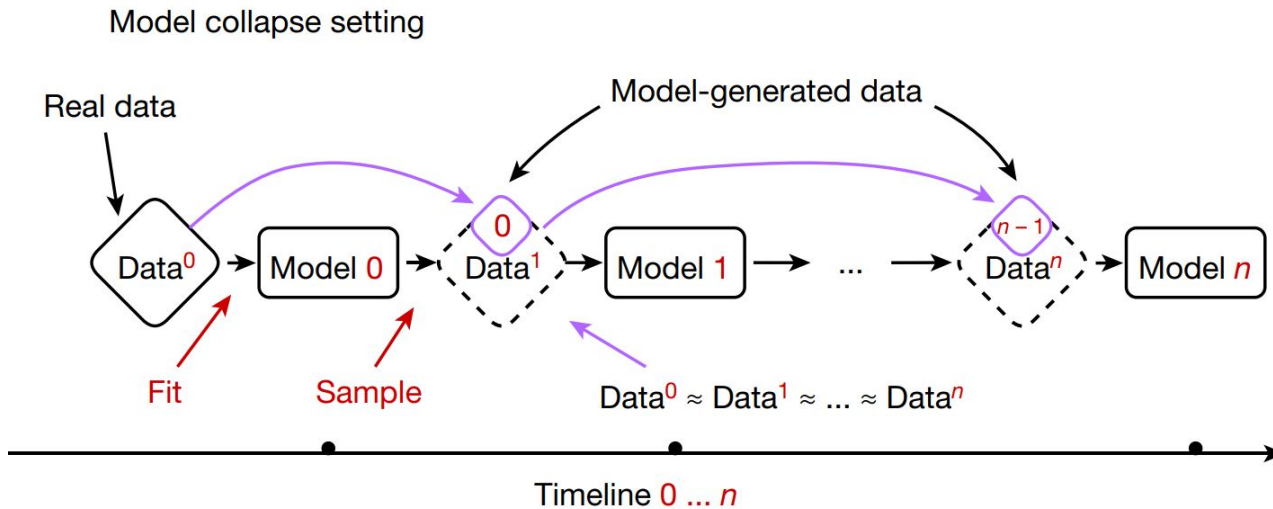 Model collapse setting
Real data
Model-generated data
Data⁰
Model 0
0
Data¹
Model 1
...
n – 1
Dataⁿ
Model n
Fit
Sample
Data⁰ ≈ Data¹ ≈ ... ≈ Dataⁿ
Timeline 0 ... n